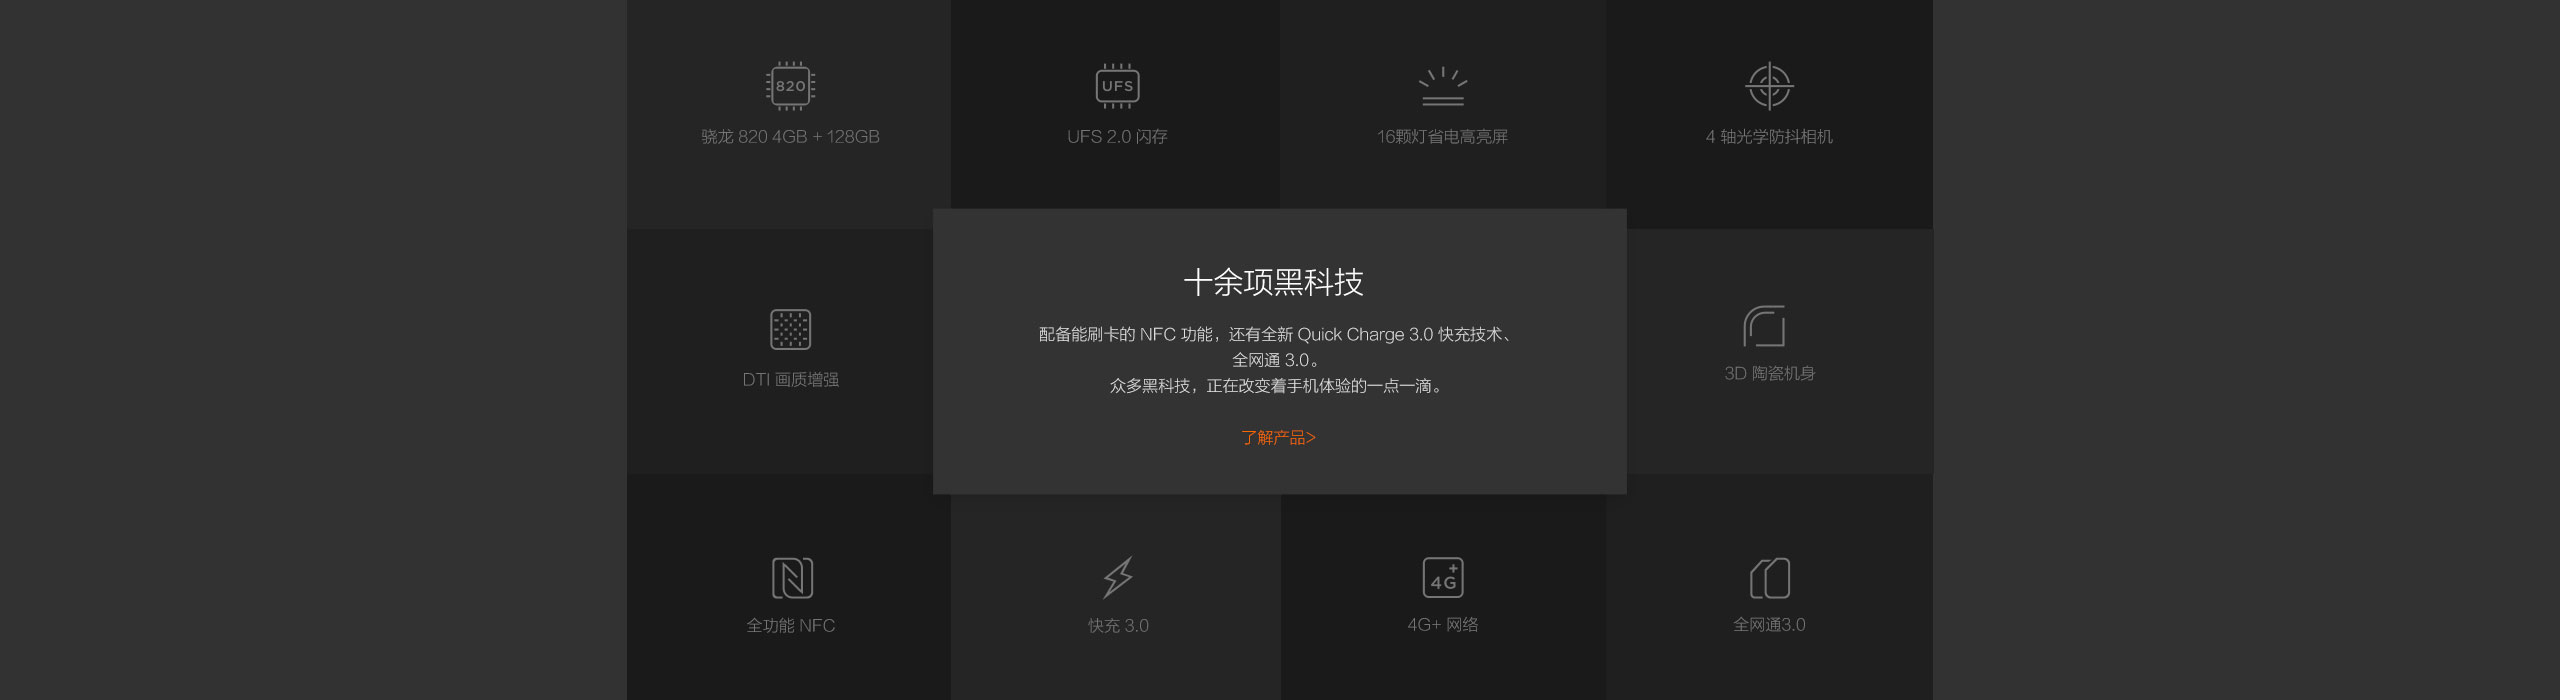 820
UFS
骁龙 820 4GB + 128GB
UFS 2.0 闪存
16颗灯省电高亮屏
4 轴光学防抖相机
十余项黑科技
配备能刷卡的 NFC 功能，还有全新 Quick Charge 3.0 快充技术、
全网通 3.0。
众多黑科技，正在改变着手机体验的一点一滴。
了解产品>
DTI 画质增强
3D 陶瓷机身
4G+
全功能 NFC
快充 3.0
4G+ 网络
全网通3.0